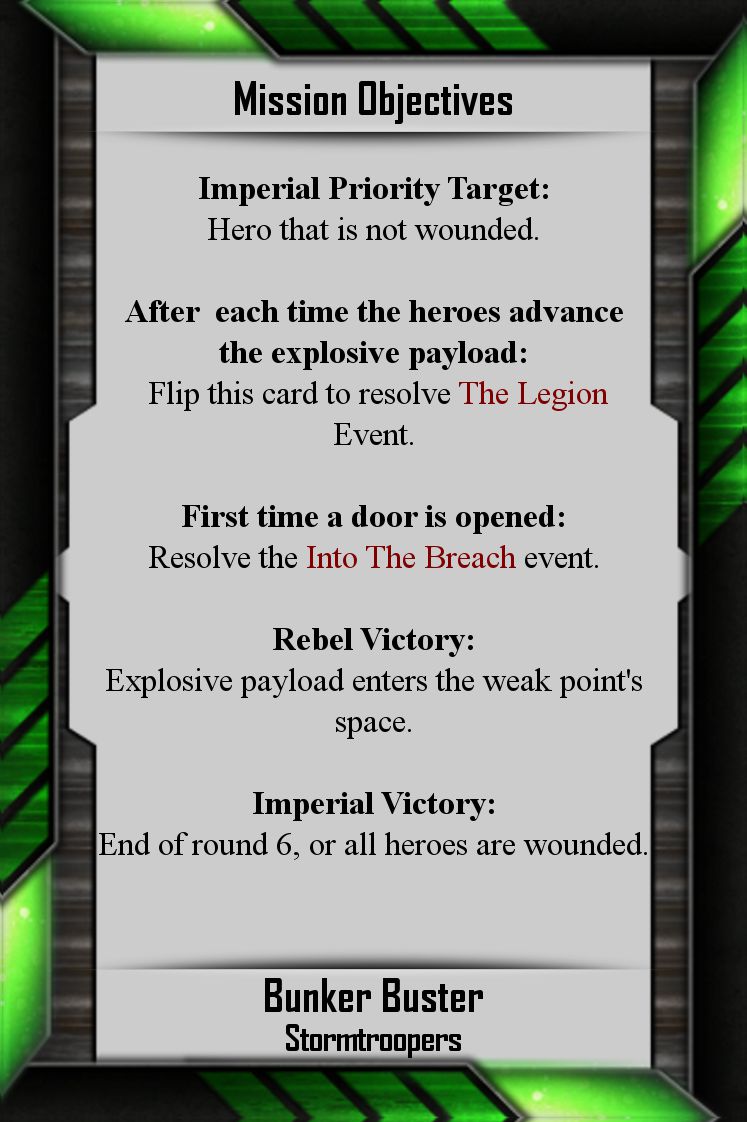 Mission Objectives
Imperial Priority Target:
Hero that is not wounded.
After  each time the heroes advance
the explosive payload:
Flip this card to resolve The Legion
Event.
First time a door is opened:
Resolve the Into The Breach event.
Rebel Victory:
Explosive payload enters the weak point's
space.
Imperial Victory:
End of round 6, or all heroes are wounded.
Bunker Buster
Stormtroopers